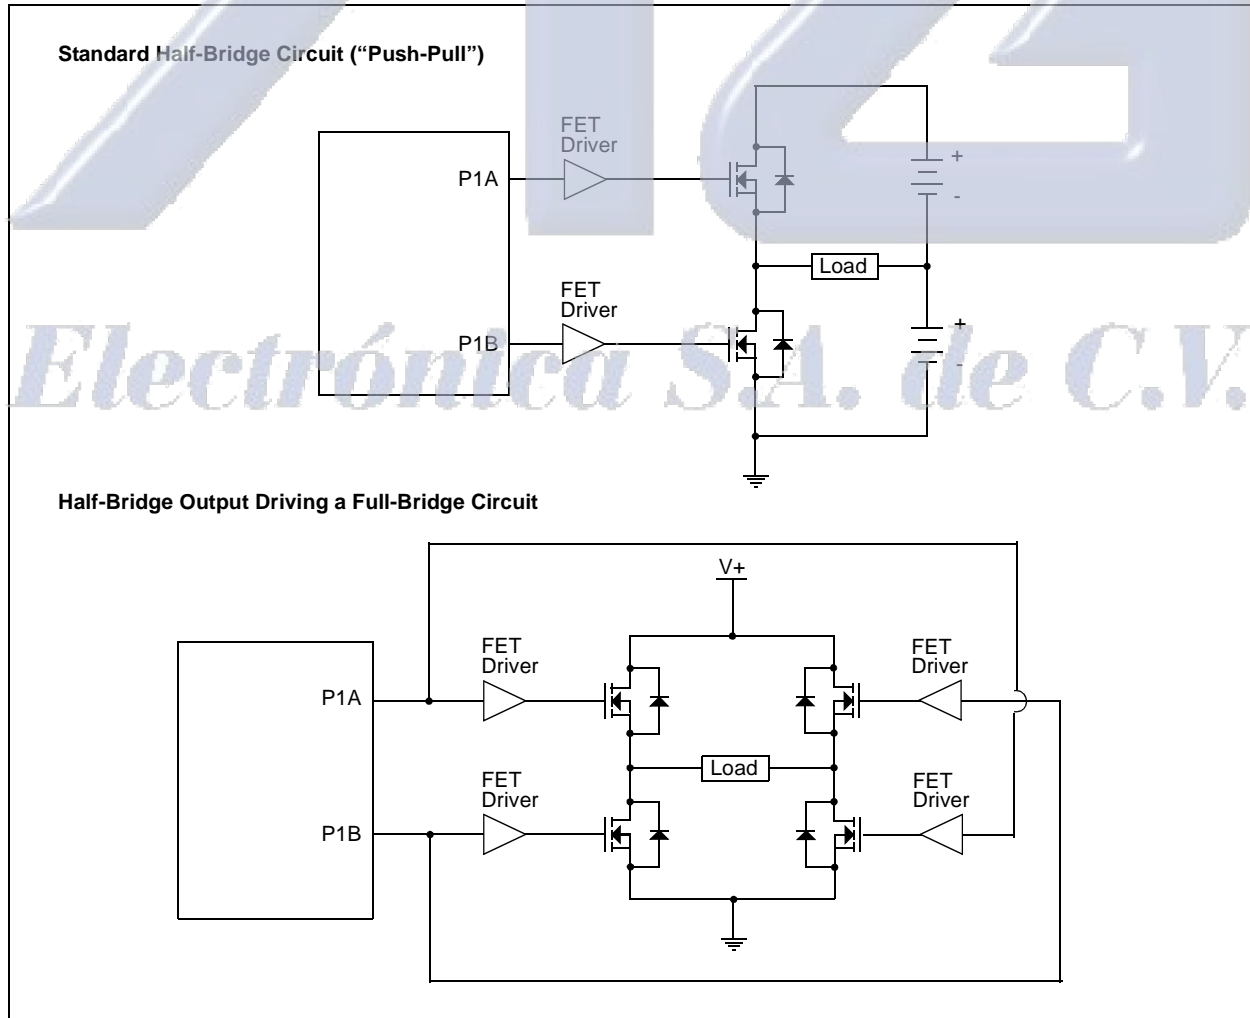 Standard Half-Bridge Circuit (“Push-Pull”)
FET
Driver
P1A
+
-
Load
FET
Driver
P1B
+
-
Electrónica S.A. de C.V.
Half-Bridge Output Driving a Full-Bridge Circuit
V+
FET
Driver
FET
Driver
P1A
Load
FET
Driver
FET
Driver
P1B